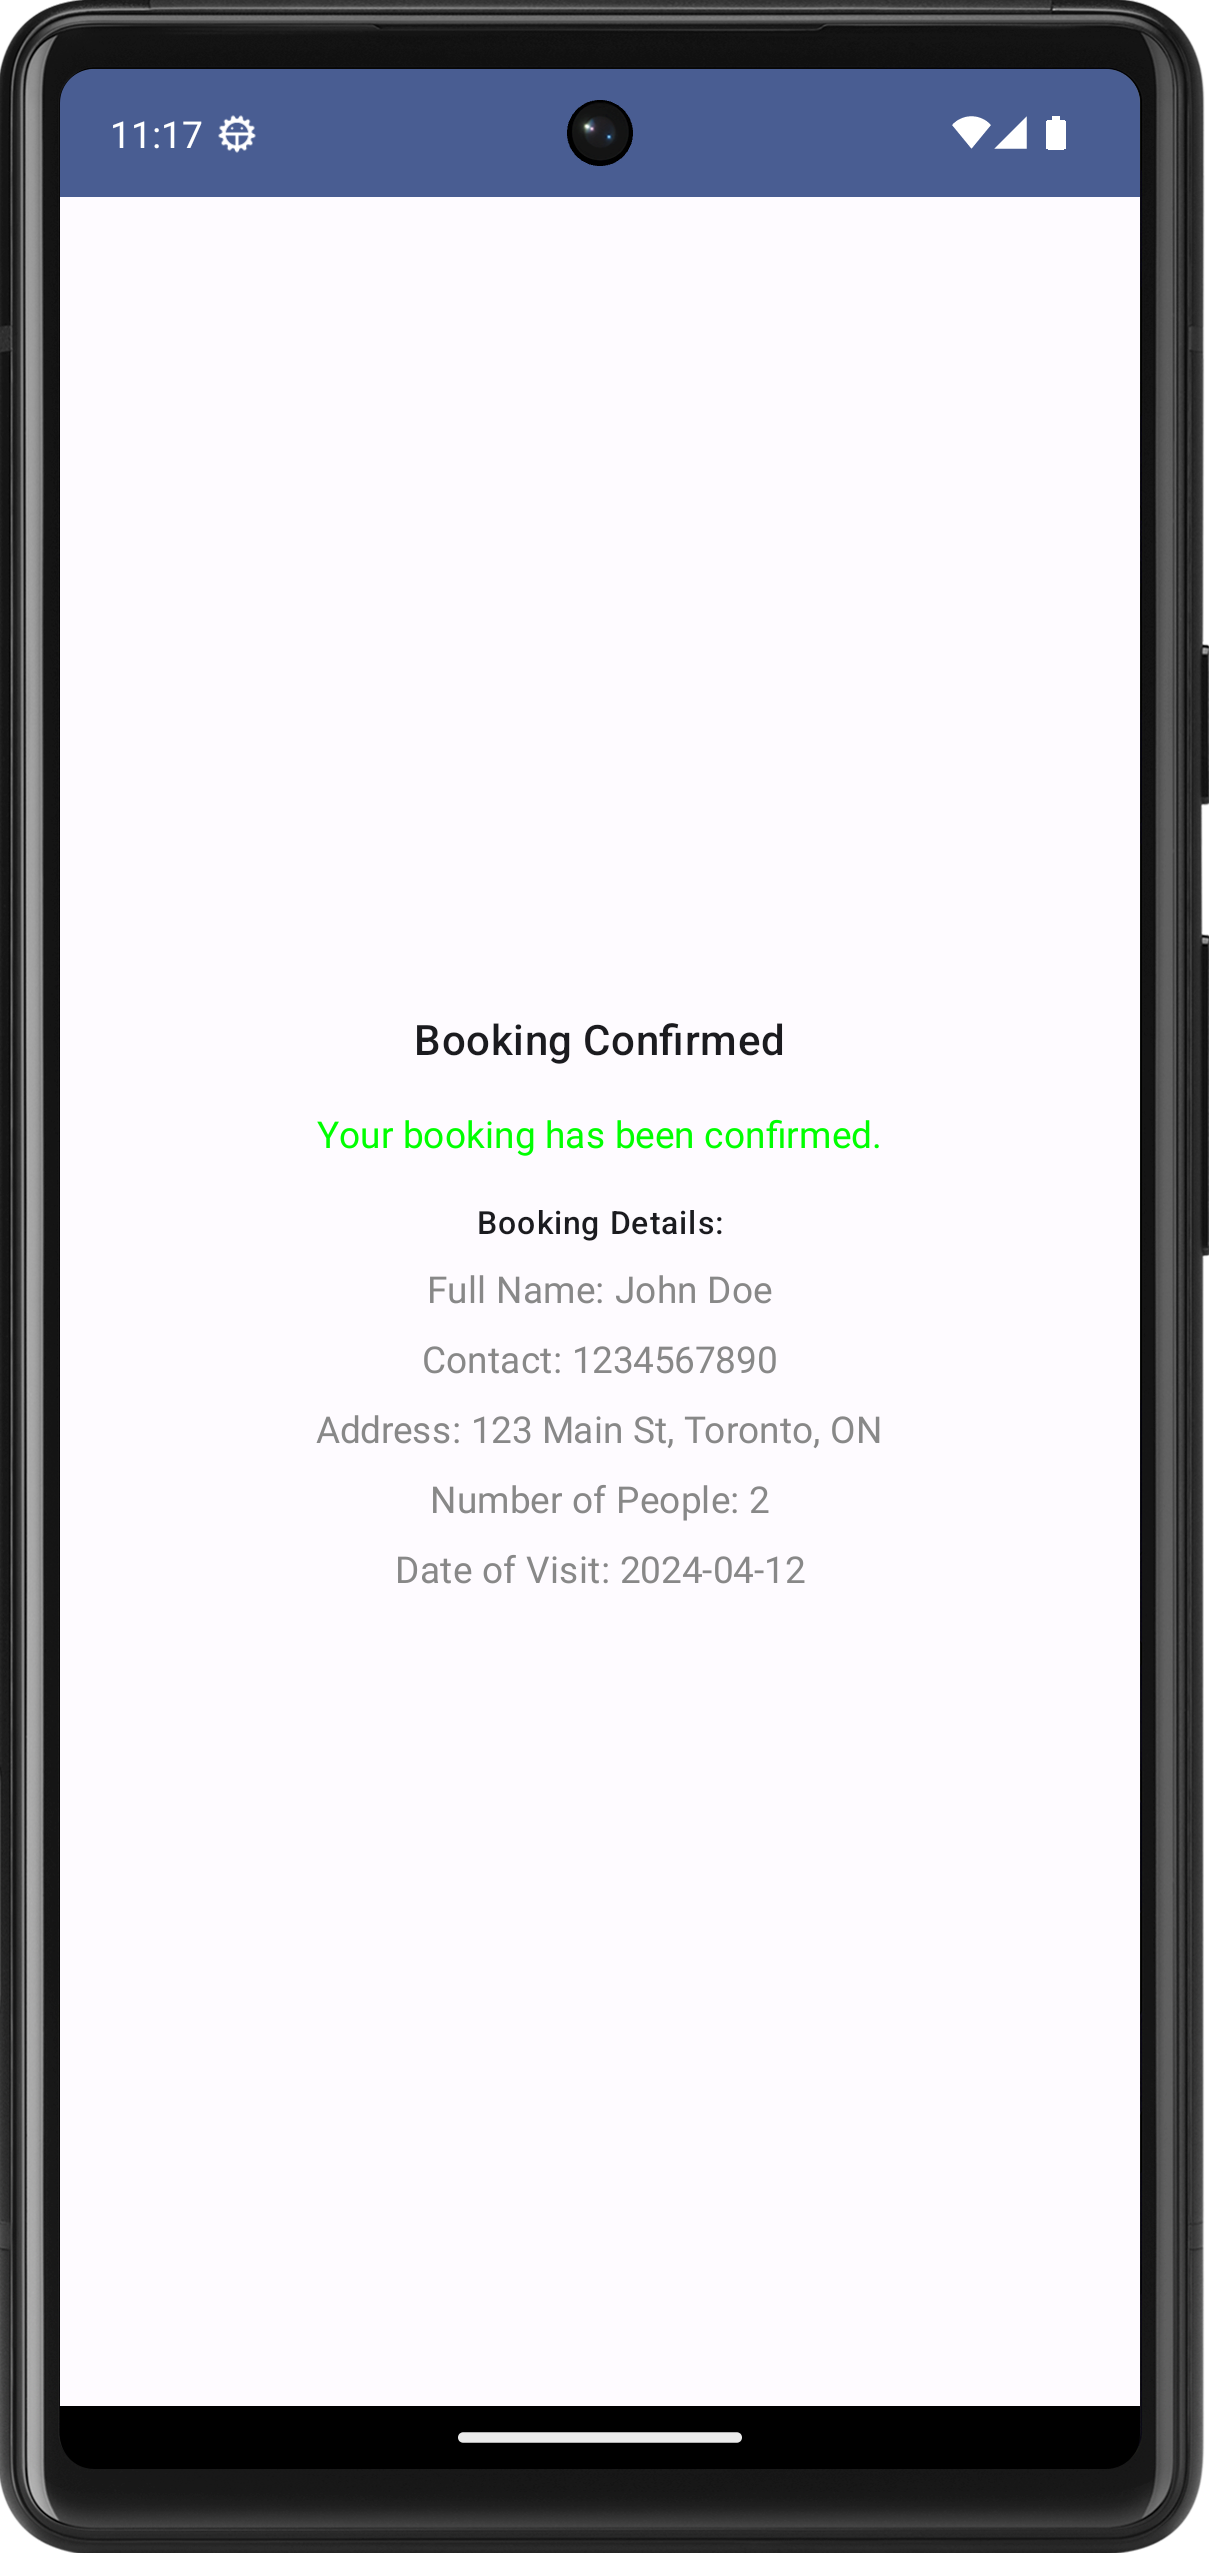 11:17
Booking Confirmed
Your booking has been confirmed.
Booking Details:
Full Name: John Doe
Contact: 1234567890
Address: 123 Main St, Toronto, ON
Number of People: 2
Date of Visit: 2024-04-12